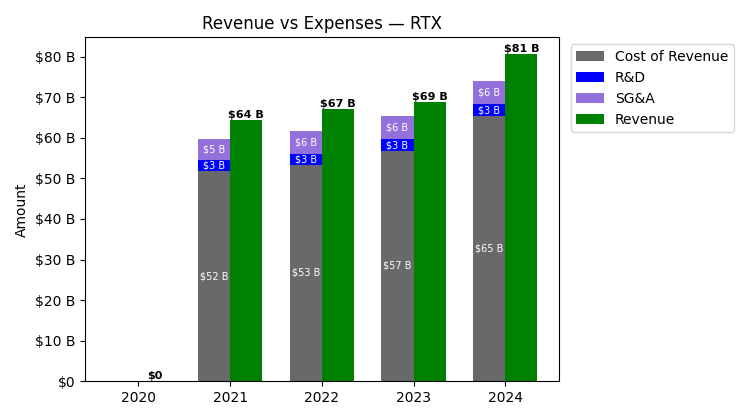 Revenue vs Expenses — RTX
Amount
$80 B
$70 B
$60 B
$50 B
$40 B
$30 B
$20 B
$10 B
$0
2020
2021
2022
2023
2024
$0
$52 B
$3 B
$5 B
$64 B
$53 B
$3 B
$6 B
$67 B
$57 B
$3 B
$6 B
$69 B
$65 B
$3 B
$6 B
$81 B
Cost of Revenue
R&D
SG&A
Revenue